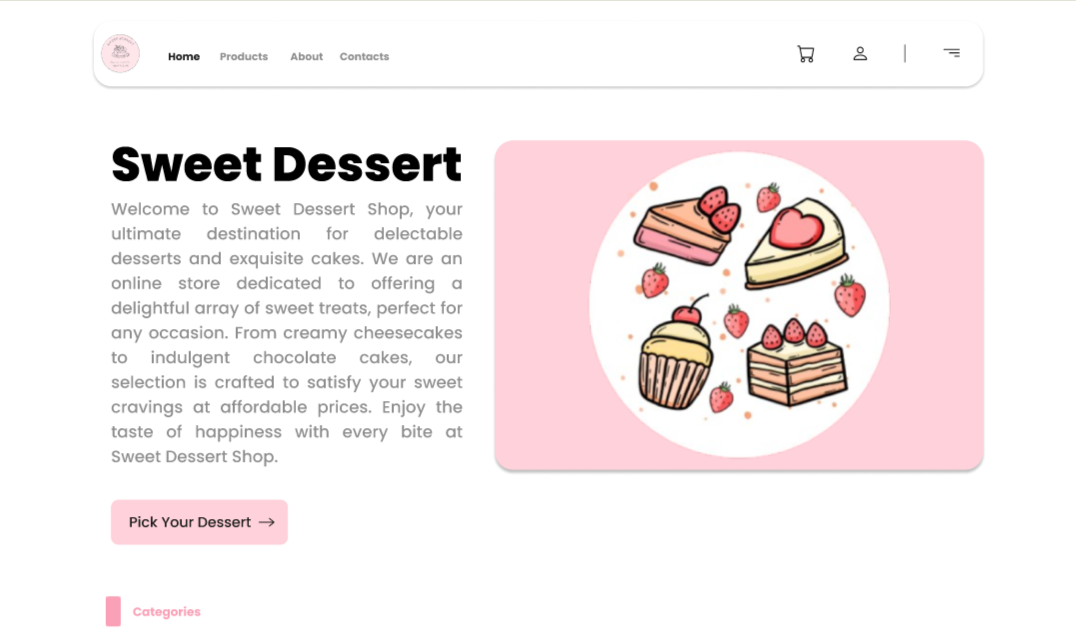 Home Products About Contacts
Sweet Dessert
Welcome to Sweet Dessert Shop, your
ultimate destination for delectable
desserts and exquisite cakes. We are an
online store dedicated to offering a
delightful array of sweet treats, perfect for
any occasion. From creamy cheesecakes
to indulgent chocolate cakes, our
selection is crafted to satisfy your sweet
cravings at affordable prices. Enjoy the
taste of happiness with every bite at
Sweet Dessert Shop.
Pick Your Dessert
Categories